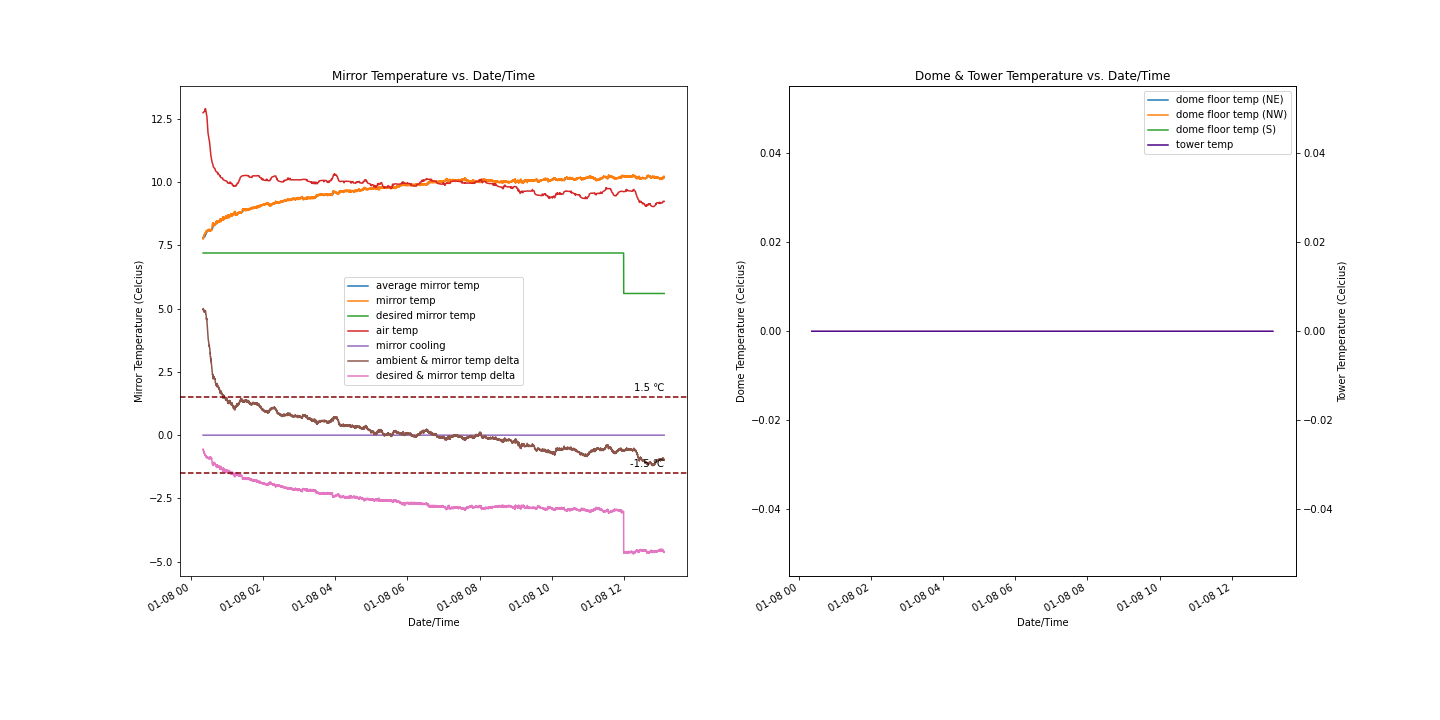 Mirror Temperature vs. Date/Time
Mirror Temperature (Celcius)
12.5
10.0
7.5
5.0
2.5
0.0
−2.5
−5.0
average mirror temp
mirror temp
desired mirror temp
air temp
mirror cooling
ambient & mirror temp delta
desired & mirror temp delta
1.5 °C
-1.5 °C
01-08 00
01-08 02
01-08 04
01-08 06
01-08 08
01-08 10
01-08 12
Date/Time
Dome & Tower Temperature vs. Date/Time
Dome Temperature (Celcius)
0.04
0.02
0.00
−0.02
−0.04
dome floor temp (NE)
dome floor temp (NW)
dome floor temp (S)
tower temp
0.04
0.02
0.00
−0.02
−0.04
Tower Temperature (Celcius)
01-08 00
01-08 02
01-08 04
01-08 06
01-08 08
01-08 10
01-08 12
Date/Time